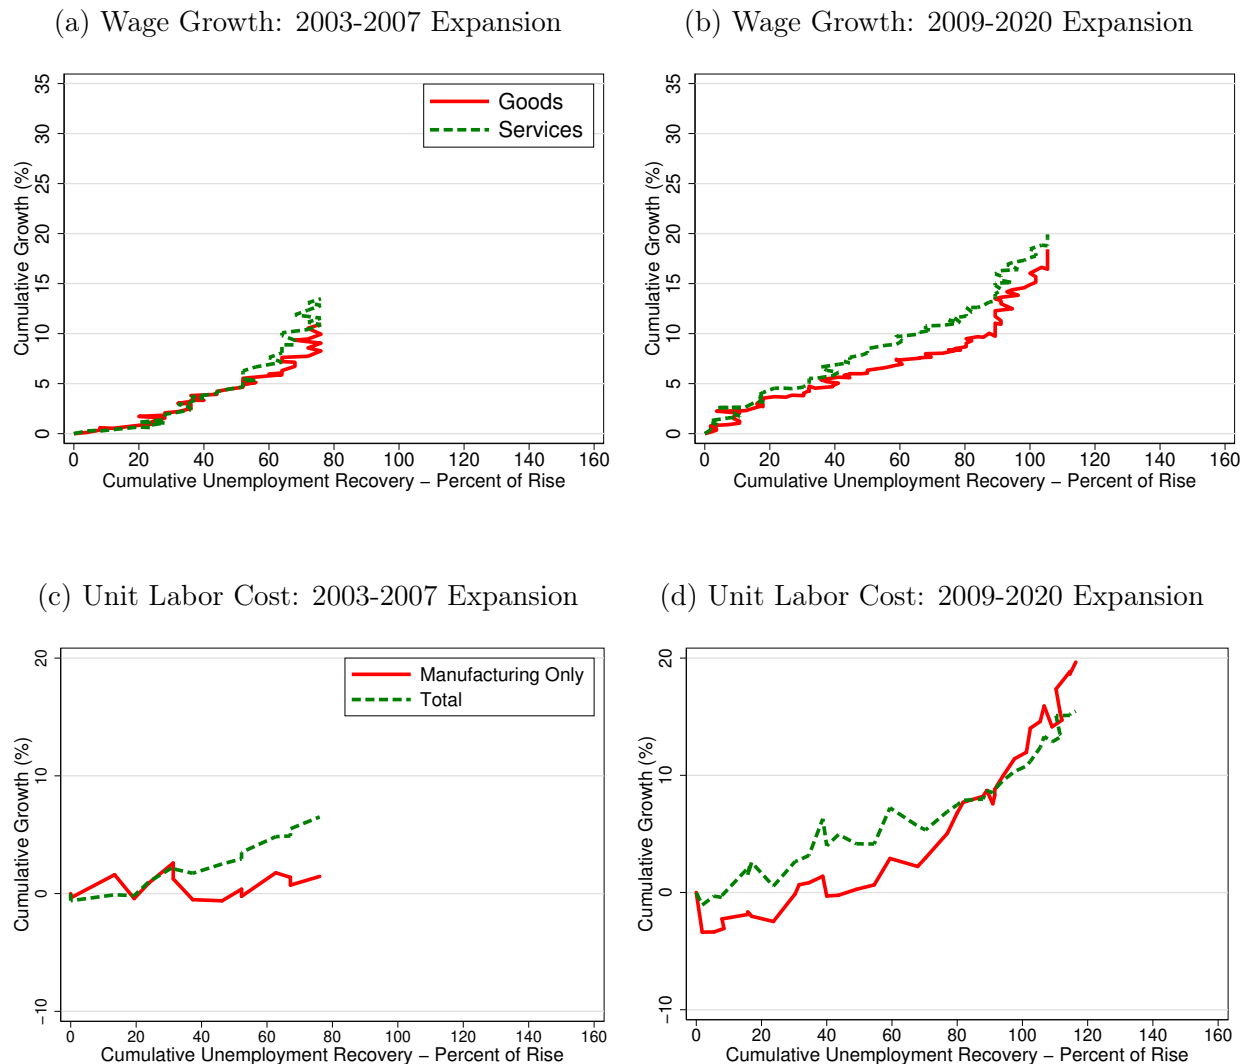 (a) Wage Growth: 2003-2007 Expansion
(b) Wage Growth: 2009-2020 Expansion
Cumulative Growth (%)
35
30
25
20
15
10
5
0
Goods
Services
0 20 40 60 80 100 120 140 160
Cumulative Unemployment Recovery – Percent of Rise
Cumulative Growth (%)
35
30
25
20
15
10
5
0
0 20 40 60 80 100 120 140 160
Cumulative Unemployment Recovery – Percent of Rise
(c) Unit Labor Cost: 2003-2007 Expansion
(d) Unit Labor Cost: 2009-2020 Expansion
Cumulative Growth (%)
20
10
0
−10
Manufacturing Only
Total
0 20 40 60 80 100 120 140 160
Cumulative Unemployment Recovery – Percent of Rise
Cumulative Growth (%)
20
10
0
−10
0 20 40 60 80 100 120 140 160
Cumulative Unemployment Recovery – Percent of Rise